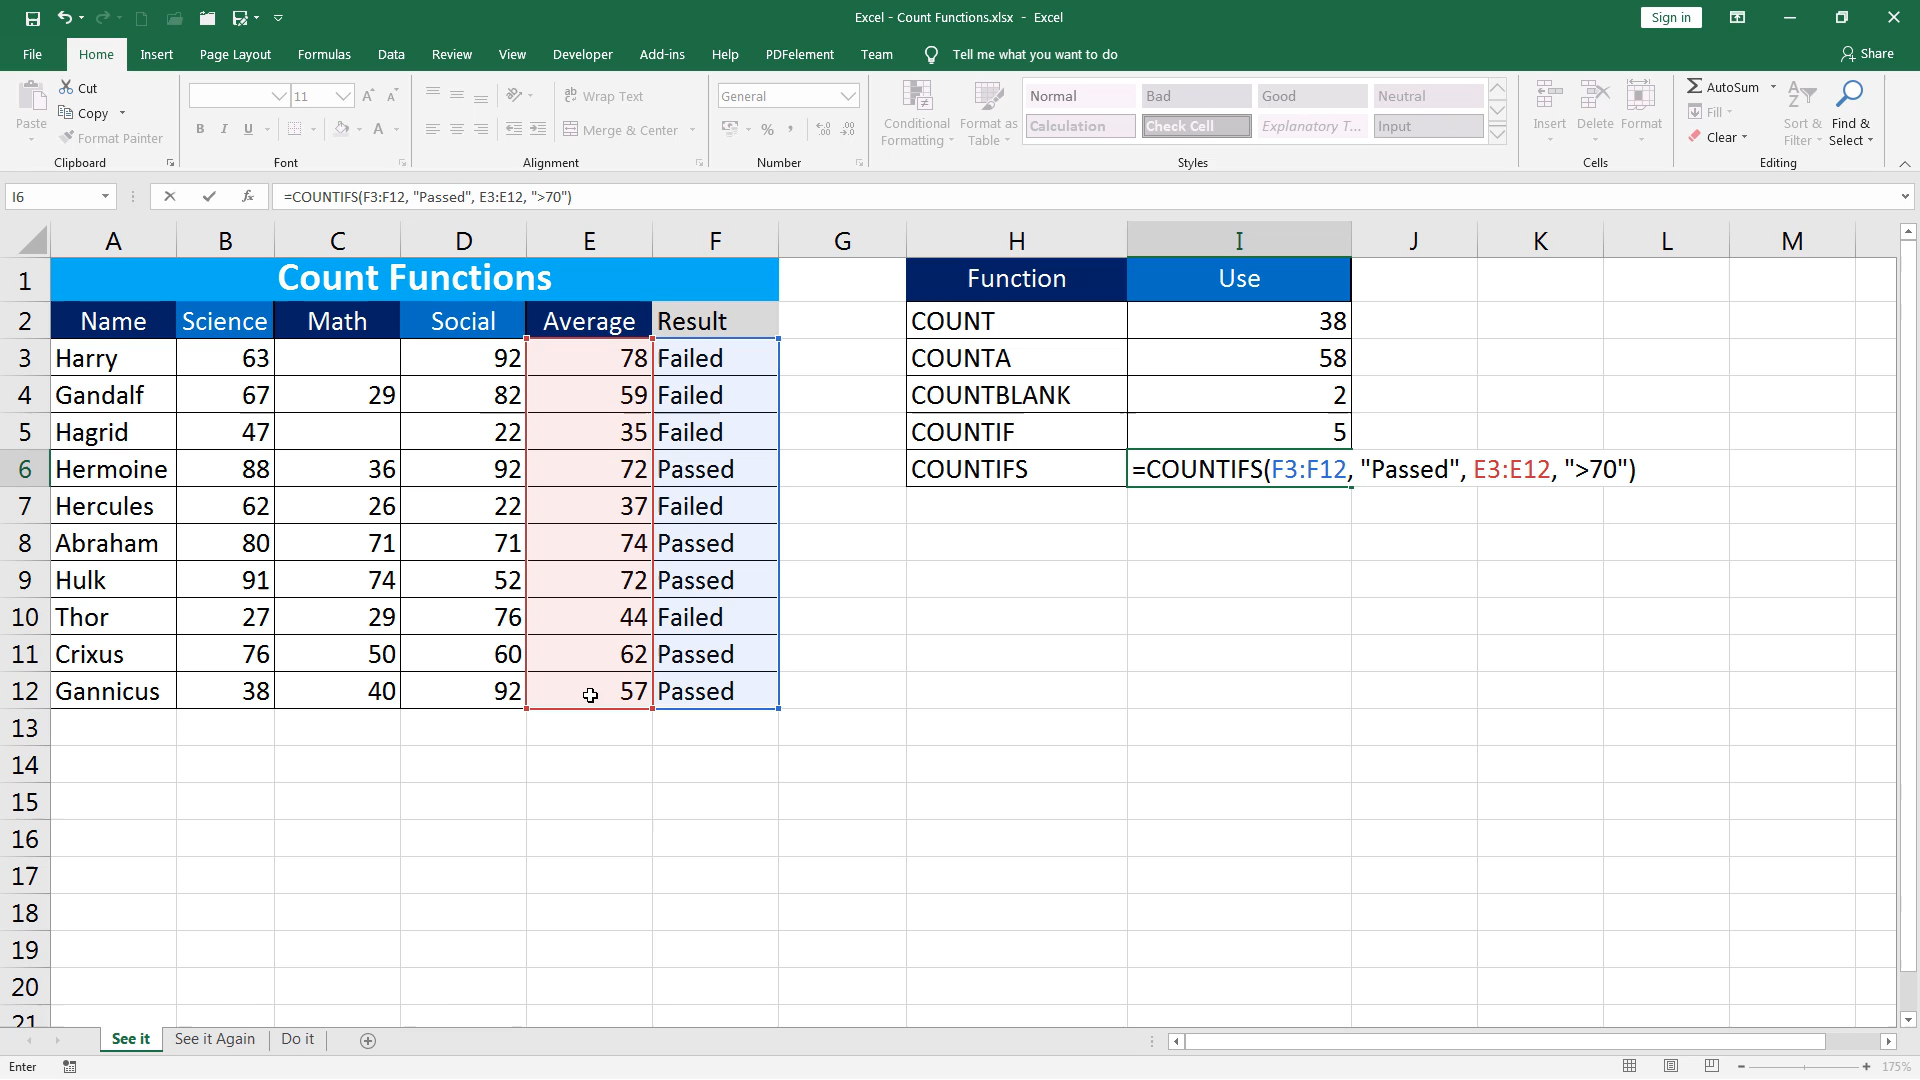 Excel - Count Functions.xlsx - Excel
Sign in
File Home Insert Page Layout Formulas Data Review View Developer Add-ins Help PDFelement Team Tell me what you want to do Share
Paste
Cut
Copy
Format Painter
Clipboard
11
B I U A
Font
Wrap Text
Merge & Center
Alignment
General
Number
Conditional Formatting
Format as Table
Normal Bad Good Neutral
Calculation Check Cell Explanatory T... Input
Styles
Insert Delete Format
Cells
AutoSum
Fill
Clear
Sort & Filter
Find & Select
Editing
I6 fx =COUNTIFS(F3:F12, "Passed", E3:E12, ">70")
A B C D E F G H I J K L M
1 Count Functions Function Use
2 Name Science Math Social Average Result COUNT 38
3 Harry 63 92 78 Failed COUNTA 58
4 Gandalf 67 29 82 59 Failed COUNTBLANK 2
5 Hagrid 47 22 35 Failed COUNTIF 5
6 Hermoine 88 36 92 72 Passed COUNTIFS =COUNTIFS(F3:F12, "Passed", E3:E12, ">70")
7 Hercules 62 26 22 37 Failed
8 Abraham 80 71 71 74 Passed
9 Hulk 91 74 52 72 Passed
10 Thor 27 29 76 44 Failed
11 Crixus 76 50 60 62 Passed
12 Gannicus 38 40 92 57 Passed
13
14
15
16
17
18
19
20
21
See it See it Again Do it
Enter 175%